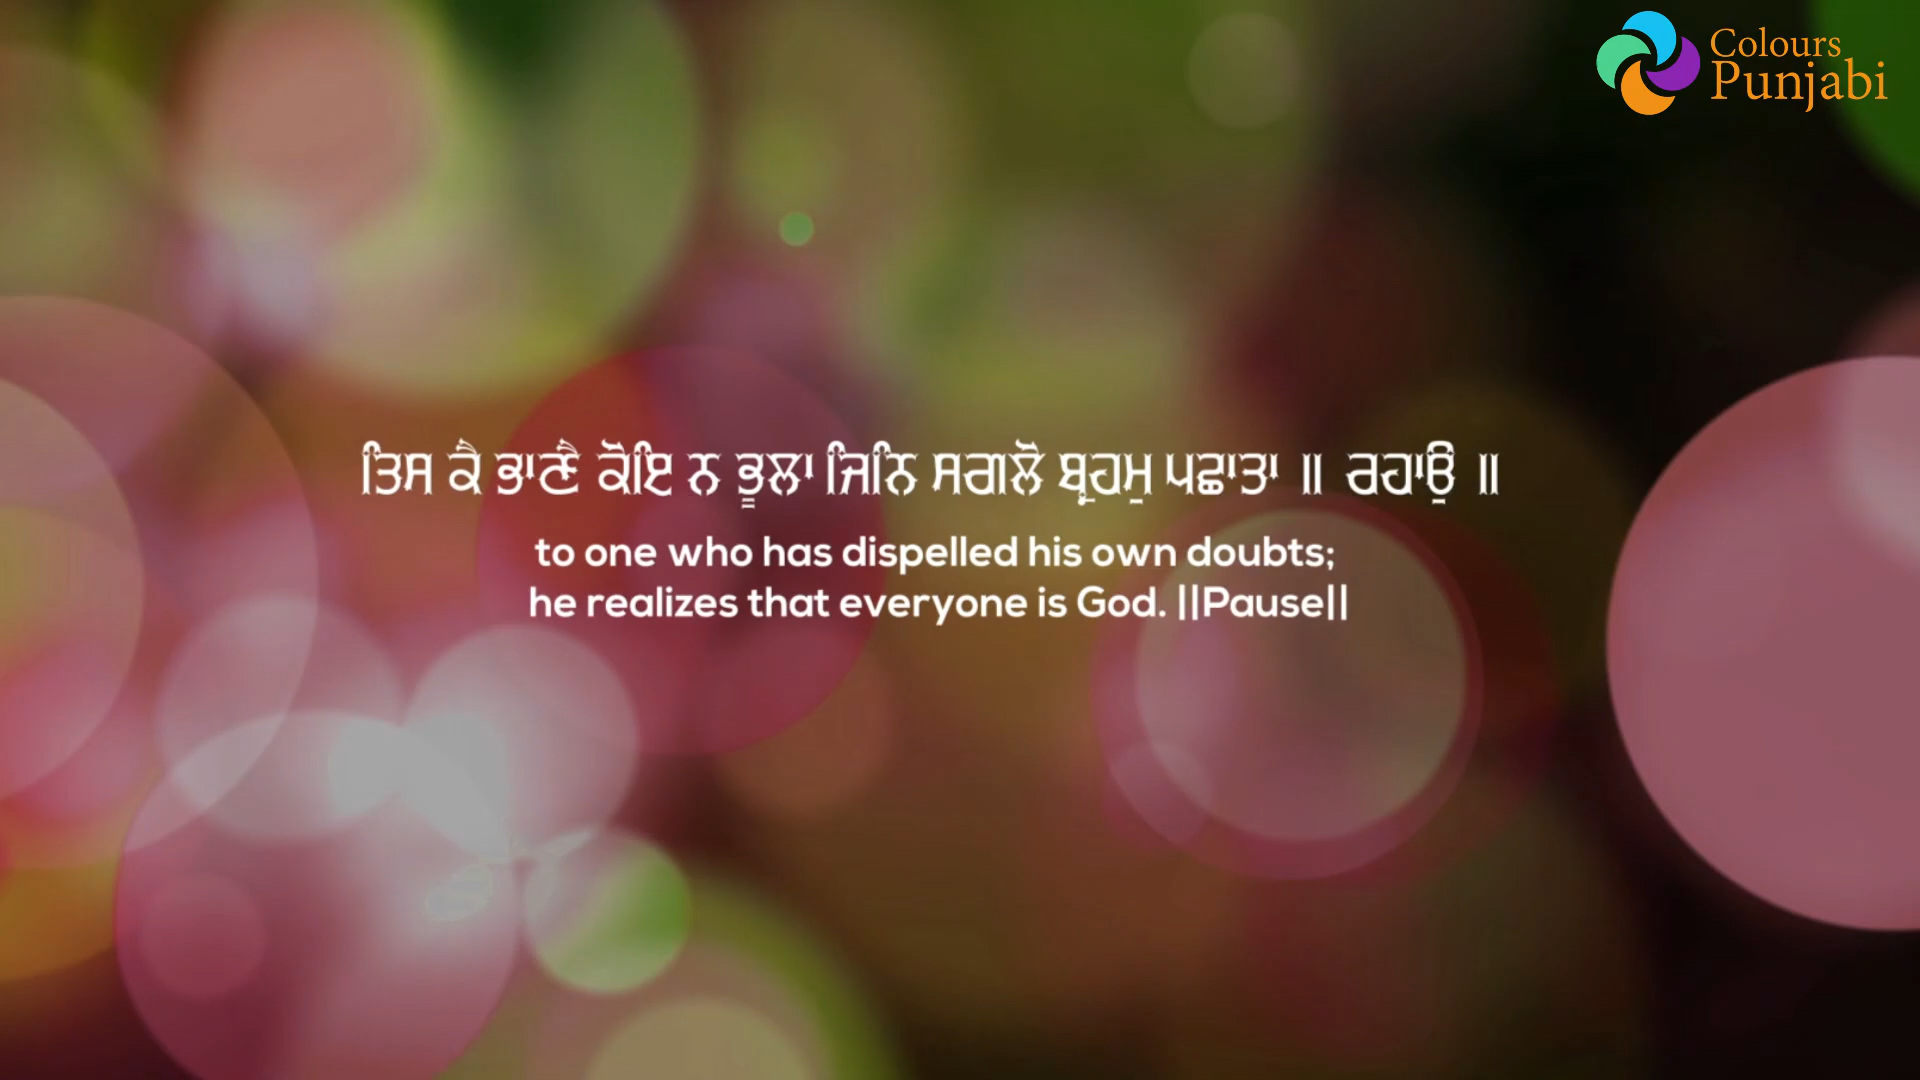 Colours
Punjabi
ਤਿਸ ਕੈ ਭਾਣੈ ਕੋਇ ਨ ਭੂਲਾ ਜਿਨਿ ਸਗਲੋ ਬ੍ਰਹਮੁ ਪਛਾਤਾ ॥ ਰਹਾਉ ॥
to one who has dispelled his own doubts;
he realizes that everyone is God. ||Pause||